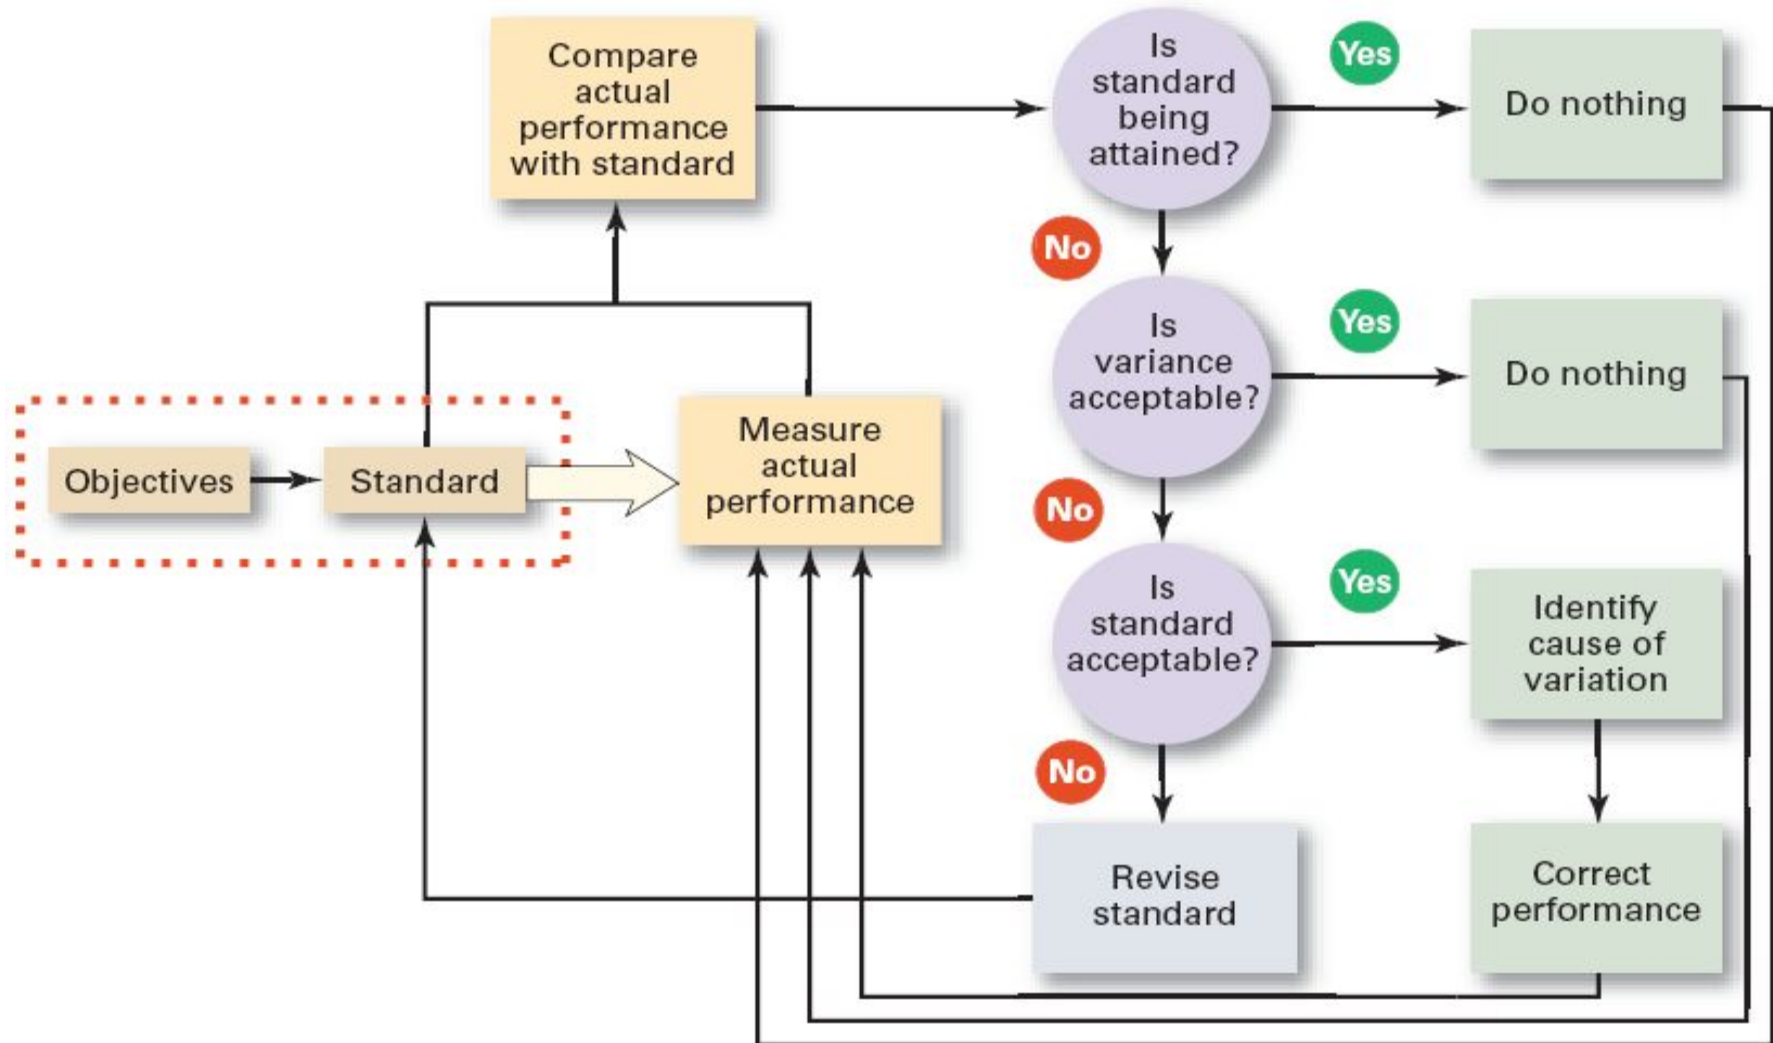 Compare
actual
performance
with standard
Is
standard
being
attained?
Yes
Do nothing
No
Is
variance
acceptable?
Yes
Do nothing
Objectives
Standard
Measure
actual
performance
No
Is
standard
acceptable?
Yes
Identify
cause of
variation
No
Revise
standard
Correct
performance